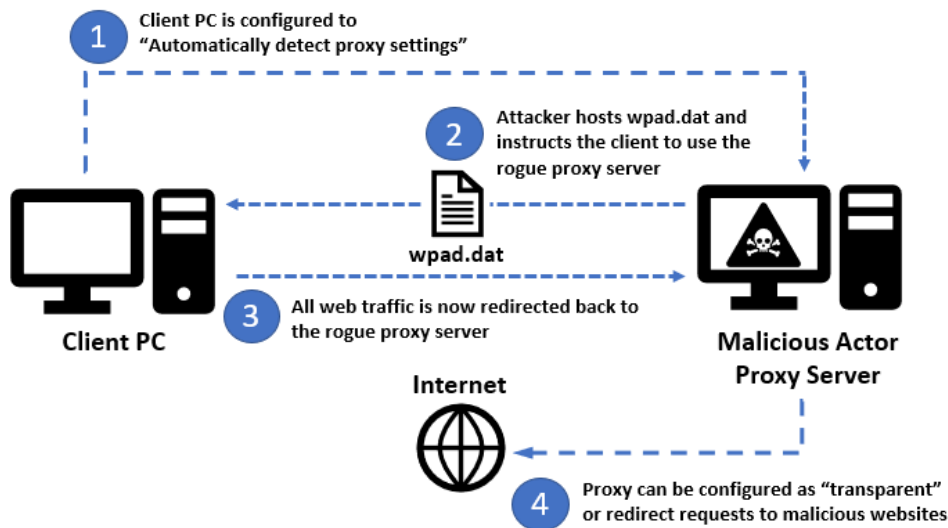 1
Client PC is configured to
“Automatically detect proxy settings”
2
Attacker hosts wpad.dat and
instructs the client to use the
rogue proxy server
wpad.dat
3
All web traffic is now redirected back to
the rogue proxy server
Client PC
Malicious Actor
Proxy Server
Internet
4
Proxy can be configured as “transparent”
or redirect requests to malicious websites